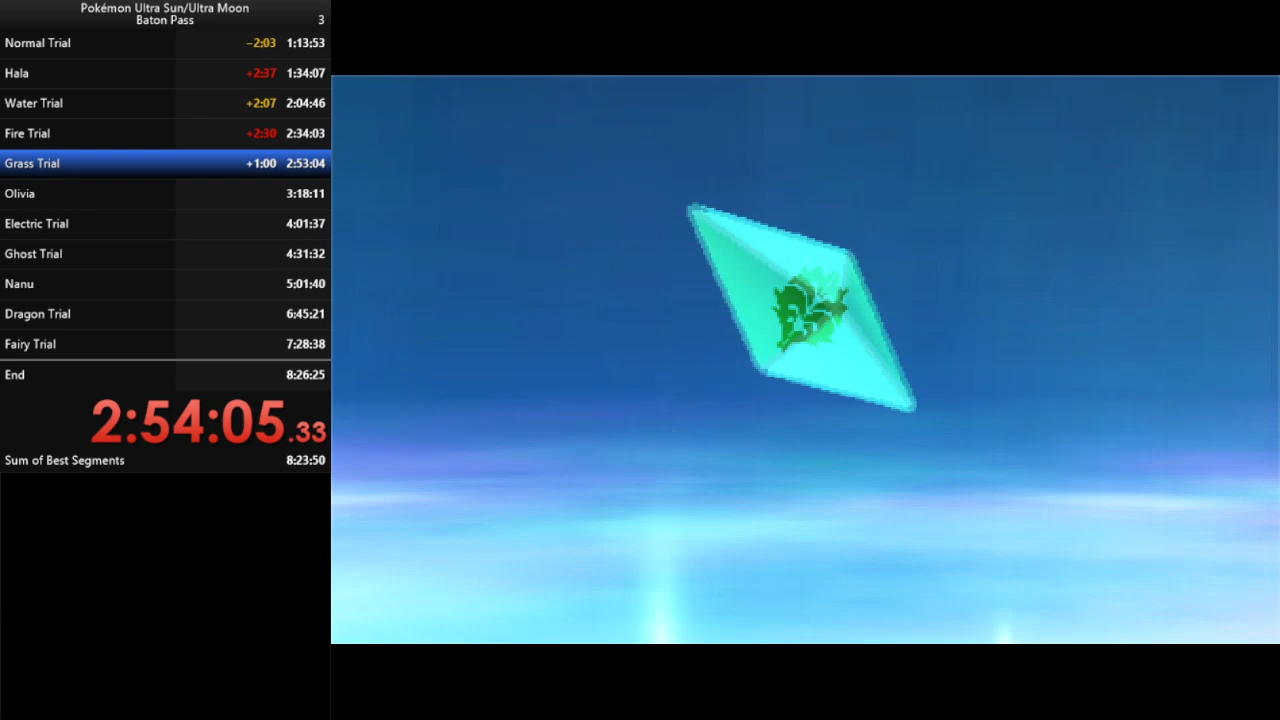 Pokémon Ultra Sun/Ultra Moon
Baton Pass 3
Normal Trial −2:03 1:13:53
Hala +2:37 1:34:07
Water Trial +2:07 2:04:46
Fire Trial +2:30 2:34:03
Grass Trial +1:00 2:53:04
Olivia 3:18:11
Electric Trial 4:01:37
Ghost Trial 4:31:32
Nanu 5:01:40
Dragon Trial 6:45:21
Fairy Trial 7:28:38
End 8:26:25
2:54:05.33
Sum of Best Segments 8:23:50